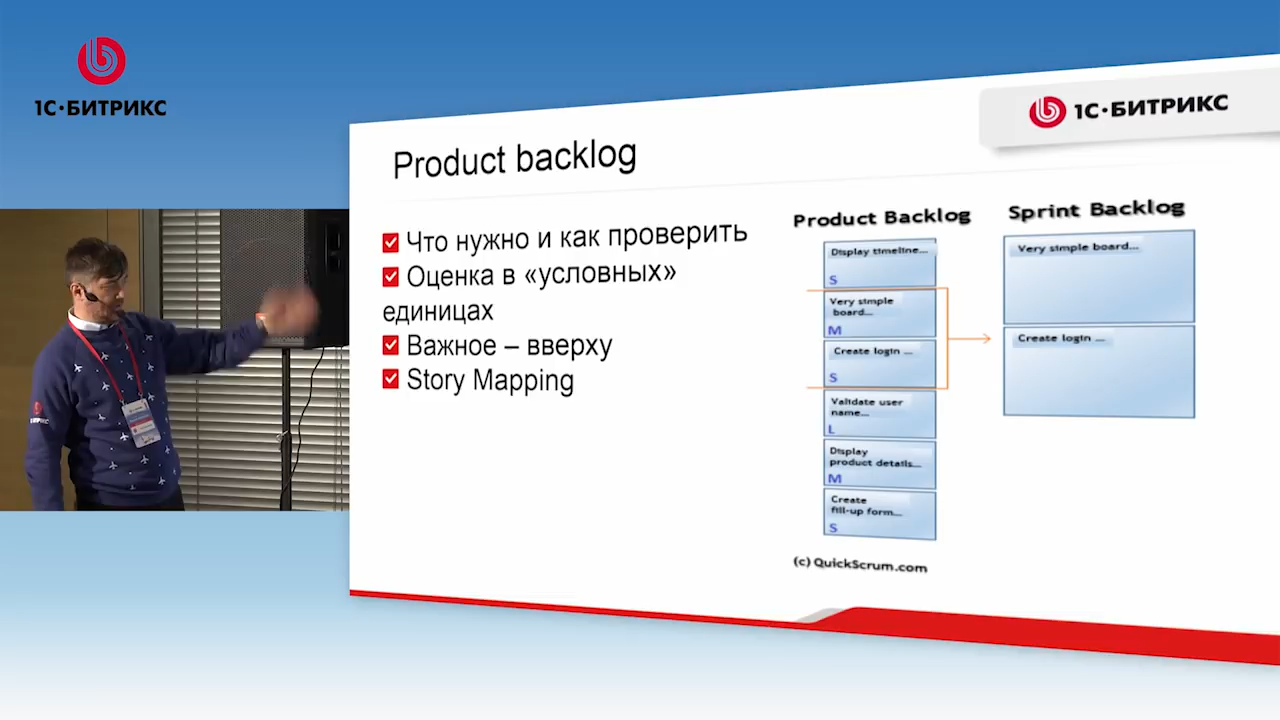 1С·БИТРИКС
1С·БИТРИКС
Product backlog
Что нужно и как проверить
Оценка в «условных»
единицах
Важное – вверху
Story Mapping
Product Backlog
Display timeline...
S
Very simple
board...
M
Create login ...
S
Validate user
name...
L
Display
product details...
M
Create
fill-up form...
S
(c) QuickScrum.com
Sprint Backlog
Very simple board...
Create login ...
БИТРИКС